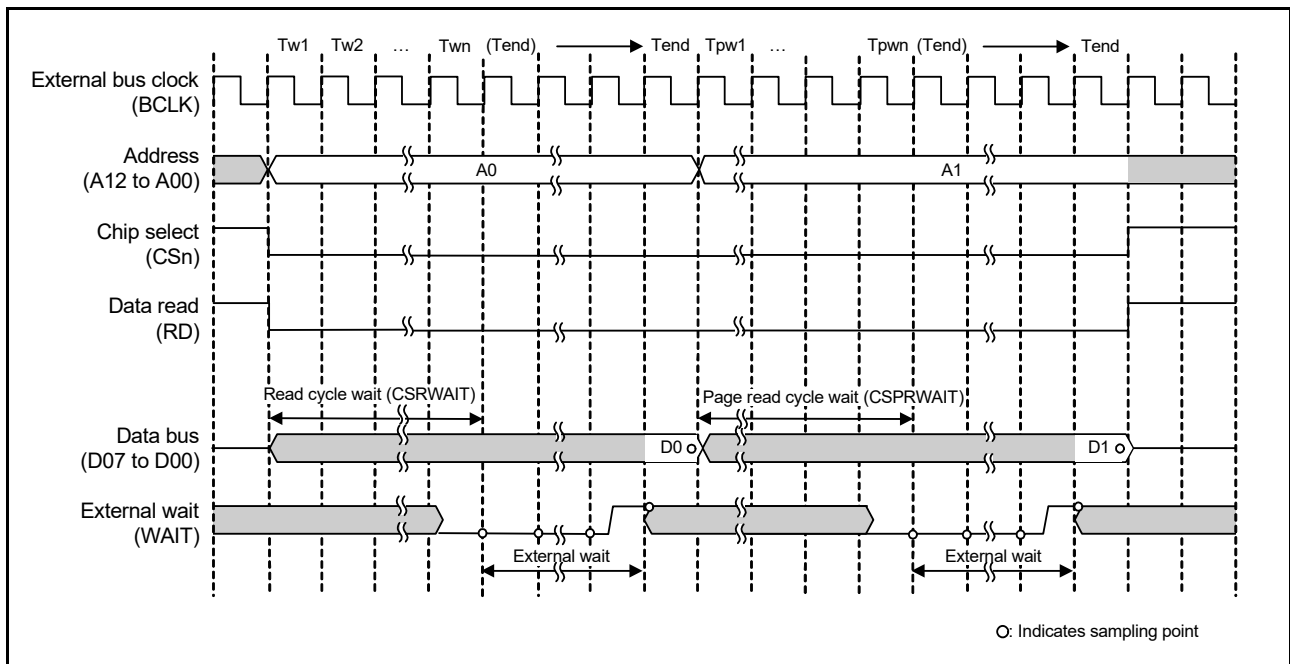 Tw1 Tw2 … Twn (Tend) Tend Tpw1 … Tpwn (Tend) Tend
External bus clock
(BCLK)
Address
(A12 to A00)
A0 A1
Chip select
(CSn)
Data read
(RD)
Read cycle wait (CSRWAIT) Page read cycle wait (CSPRWAIT)
Data bus
(D07 to D00)
D0 D1
External wait
(WAIT)
External wait External wait
O: Indicates sampling point